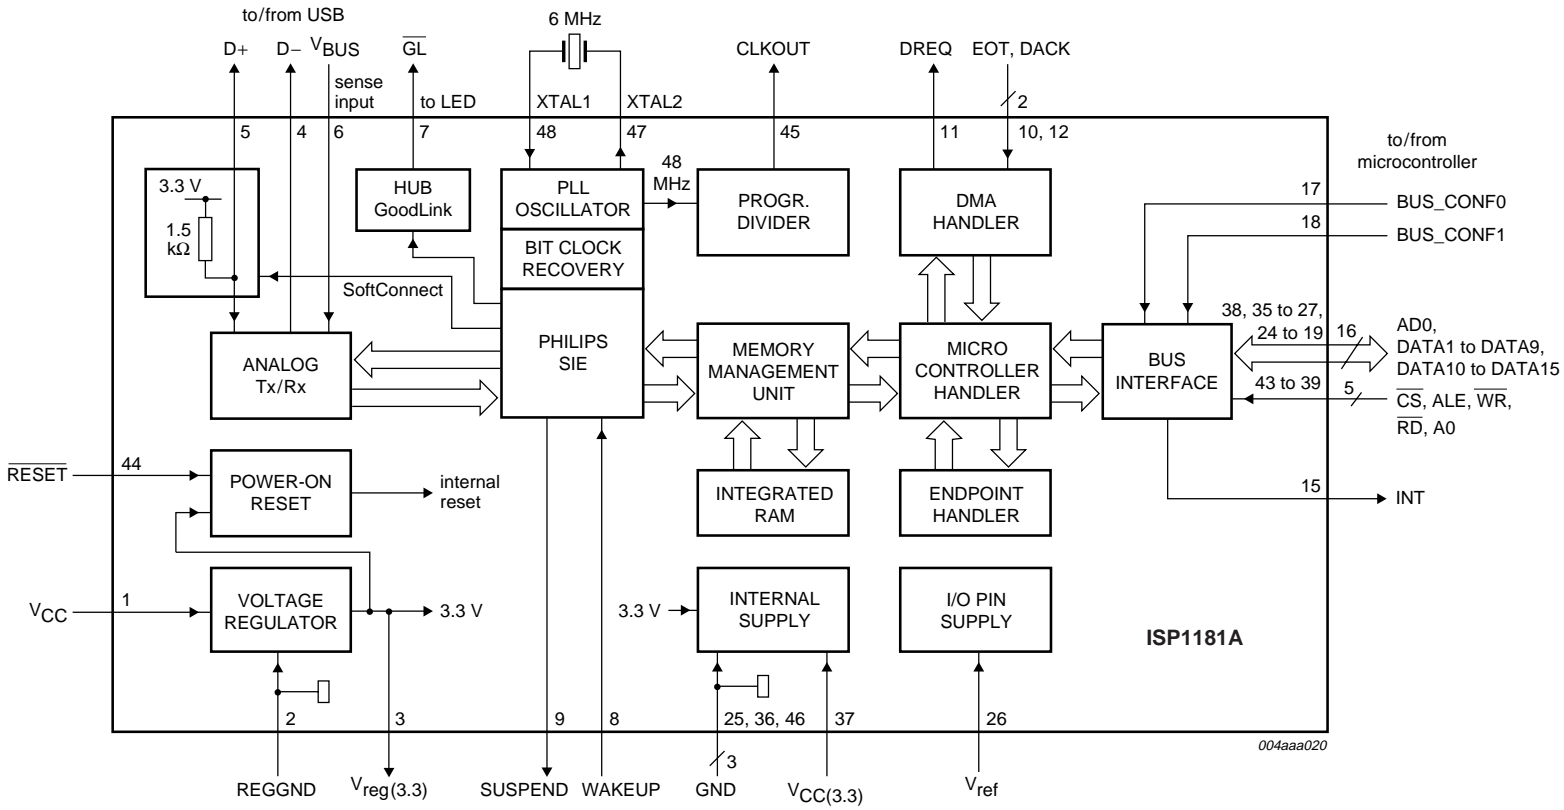 to/from USB
6 MHz
D+
D−
VBUS
GL
CLKOUT
DREQ
EOT, DACK
sense
input
to LED
XTAL1
XTAL2
2
5
4
6
7
48
47
45
11
10, 12
to/from
microcontroller
3.3 V
1.5
kΩ
HUB
GoodLink
PLL
OSCILLATOR
48
MHz
PROGR.
DIVIDER
DMA
HANDLER
17
BUS_CONF0
18
BUS_CONF1
BIT CLOCK
RECOVERY
SoftConnect
ANALOG
Tx/Rx
PHILIPS
SIE
MEMORY
MANAGEMENT
UNIT
MICRO
CONTROLLER
HANDLER
BUS
INTERFACE
38, 35 to 27,
24 to 19
16
AD0,
DATA1 to DATA9,
DATA10 to DATA15
43 to 39
5
CS, ALE, WR,
RD, A0
RESET
44
POWER-ON
RESET
internal
reset
INTEGRATED
RAM
ENDPOINT
HANDLER
15
INT
VCC
1
VOLTAGE
REGULATOR
3.3 V
3.3 V
INTERNAL
SUPPLY
I/O PIN
SUPPLY
ISP1181A
2
3
9
8
25, 36, 46
37
26
3
004aaa020
REGGND
Vreg(3.3)
SUSPEND
WAKEUP
GND
VCC(3.3)
Vref